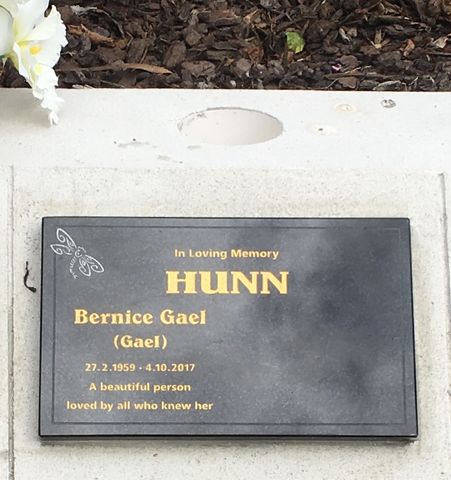 In Loving Memory
HUNN
Bernice Gael
(Gael)
27.2.1959 - 4.10.2017
A beautiful person
loved by all who knew her